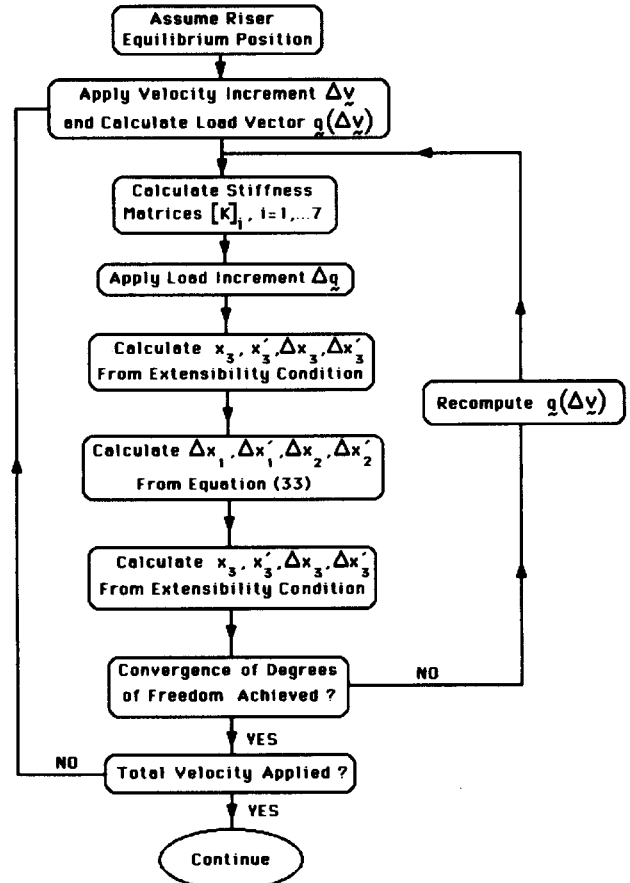 Assume Riser
Equilibrium Position
Apply Velocity Increment ΔV̰
and Calculate Load Vector q̰(ΔV̰)
Calculate Stiffness
Matrices [K]ᵢ, i=1,...7
Apply Load Increment Δq̰
Calculate x₃, x₃′, Δx₃, Δx₃′
From Extensibility Condition
Recompute q̰(ΔV̰)
Calculate Δx₁, Δx₁′, Δx₂, Δx₂′
From Equation (33)
Calculate x₃, x₃′, Δx₃, Δx₃′
From Extensibility Condition
Convergence of Degrees
of Freedom Achieved ?
NO
YES
NO
Total Velocity Applied ?
YES
Continue